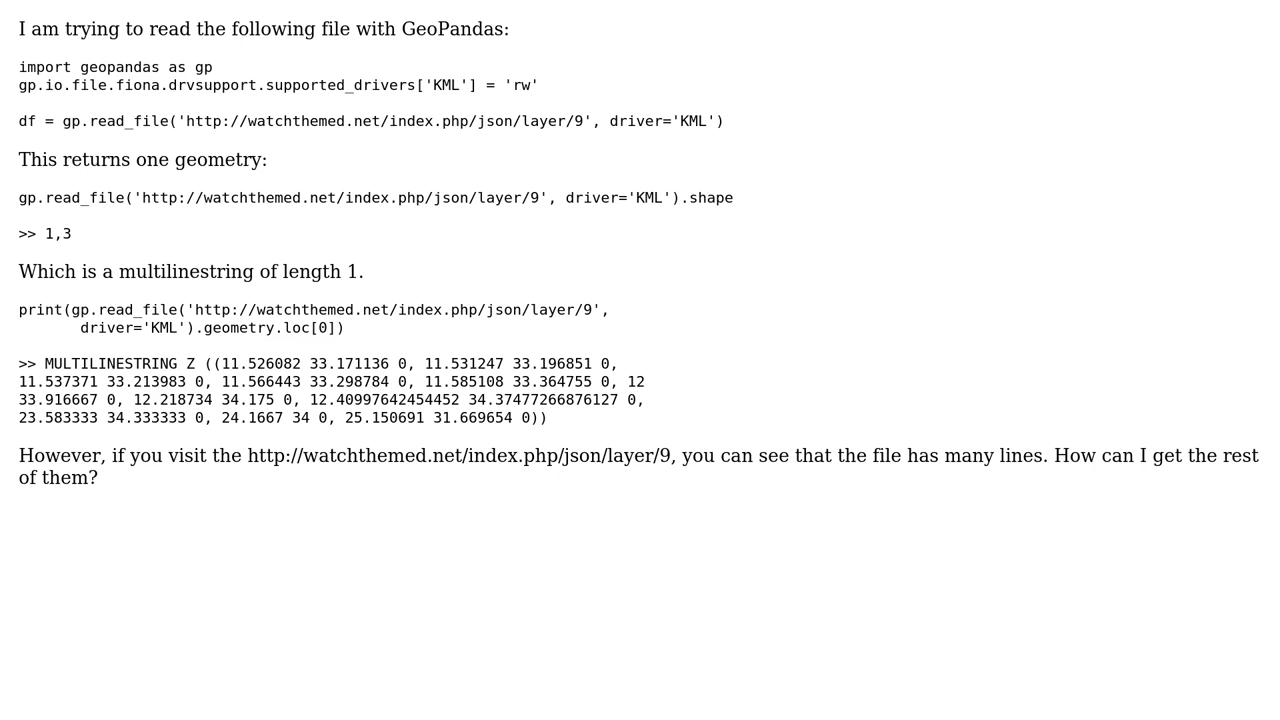 I am trying to read the following file with GeoPandas:
import geopandas as gp
gp.io.file.fiona.drvsupport.supported_drivers['KML'] = 'rw'
df = gp.read_file('http://watchthemed.net/index.php/json/layer/9', driver='KML')
This returns one geometry:
gp.read_file('http://watchthemed.net/index.php/json/layer/9', driver='KML').shape
>> 1,3
Which is a multilinestring of length 1.
print(gp.read_file('http://watchthemed.net/index.php/json/layer/9',
       driver='KML').geometry.loc[0])
>> MULTILINESTRING Z ((11.526082 33.171136 0, 11.531247 33.196851 0,
11.537371 33.213983 0, 11.566443 33.298784 0, 11.585108 33.364755 0, 12
33.916667 0, 12.218734 34.175 0, 12.40997642454452 34.37477266876127 0,
23.583333 34.333333 0, 24.1667 34 0, 25.150691 31.669654 0))
However, if you visit the http://watchthemed.net/index.php/json/layer/9, you can see that the file has many lines. How can I get the rest
of them?